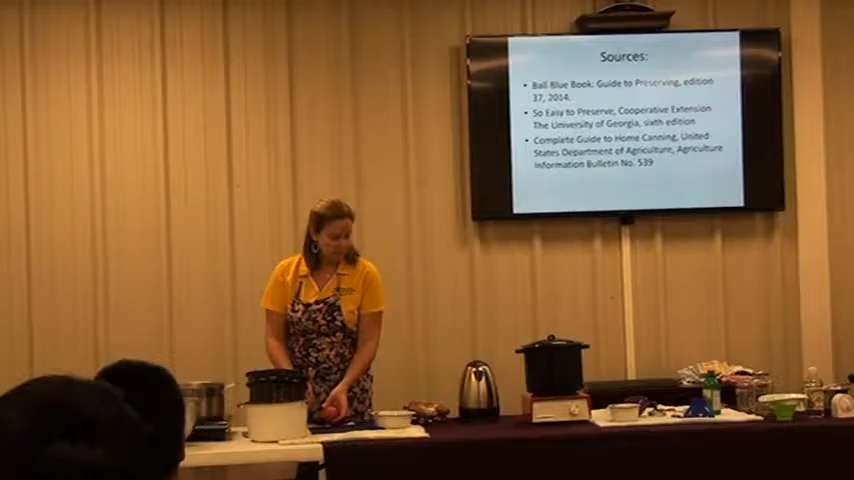 Sources:
• Ball Blue Book: Guide to Preserving, edition
37, 2014.
• So Easy to Preserve, Cooperative Extension
The University of Georgia, sixth edition
• Complete Guide to Home Canning, United
States Department of Agriculture, Agriculture
Information Bulletin No. 539